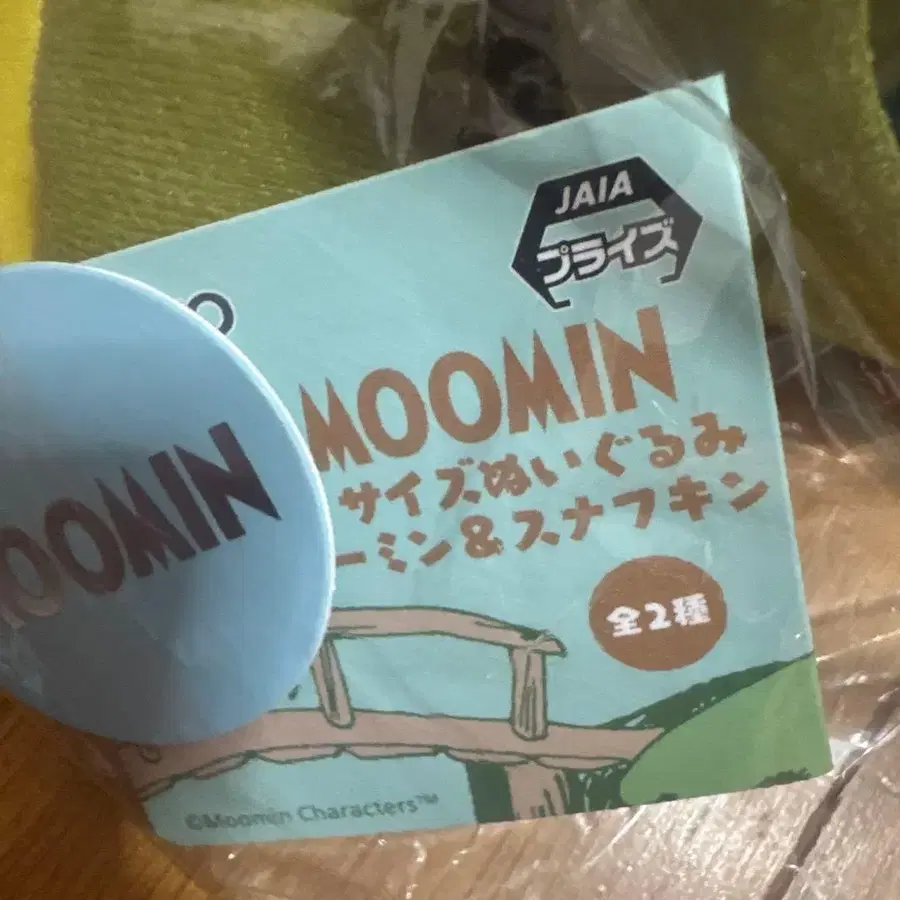 JAIA
プライズ
MOOMIN
サイズぬいぐるみ
ーミン&スナフキン
全2種
OOMIN
©Moomin Characters™